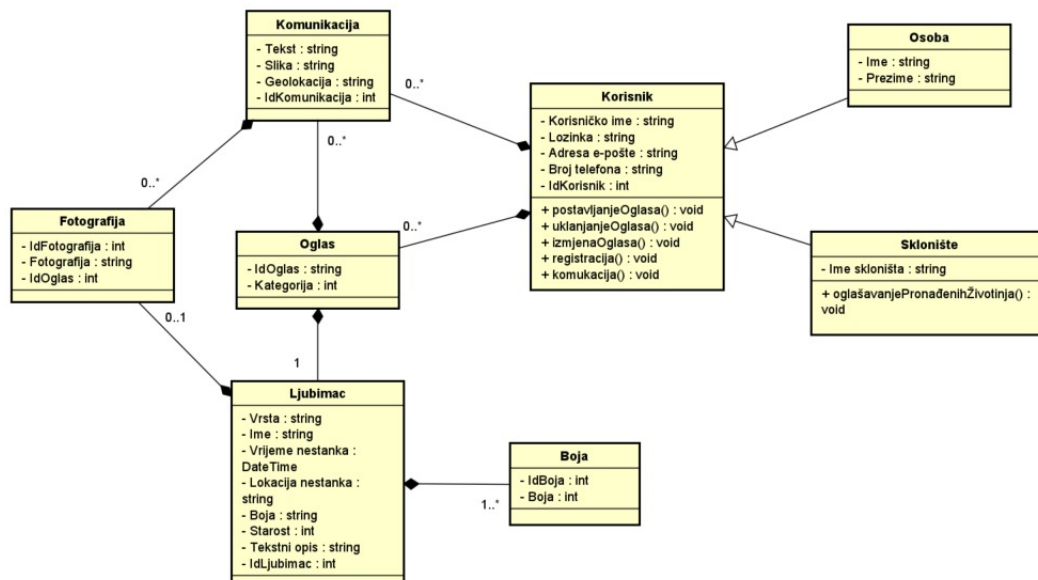 Komunikacija
- Tekst : string
- Slika : string
- Geolokacija : string
- IdKomunikacija : int
0..*
0..*
0..*
Osoba
- Ime : string
- Prezime : string
Korisnik
- Korisničko ime : string
- Lozinka : string
- Adresa e-pošte : string
- Broj telefona : string
- IdKorisnik : int
+ postavljanjeOglasa() : void
+ uklanjanjeOglasa() : void
+ izmjenaOglasa() : void
+ registracija() : void
+ komukacija() : void
Fotografija
- IdFotografija : int
- Fotografija : string
- IdOglas : int
0..1
Oglas
- IdOglas : string
- Kategorija : int
0..*
1
Sklonište
- Ime skloništa : string
+ oglašavanjePronađenihŽivotinja() :
void
Ljubimac
- Vrsta : string
- Ime : string
- Vrijeme nestanka :
DateTime
- Lokacija nestanka :
string
- Boja : string
- Starost : int
- Tekstni opis : string
- IdLjubimac : int
Boja
- IdBoja : int
- Boja : int
1..*